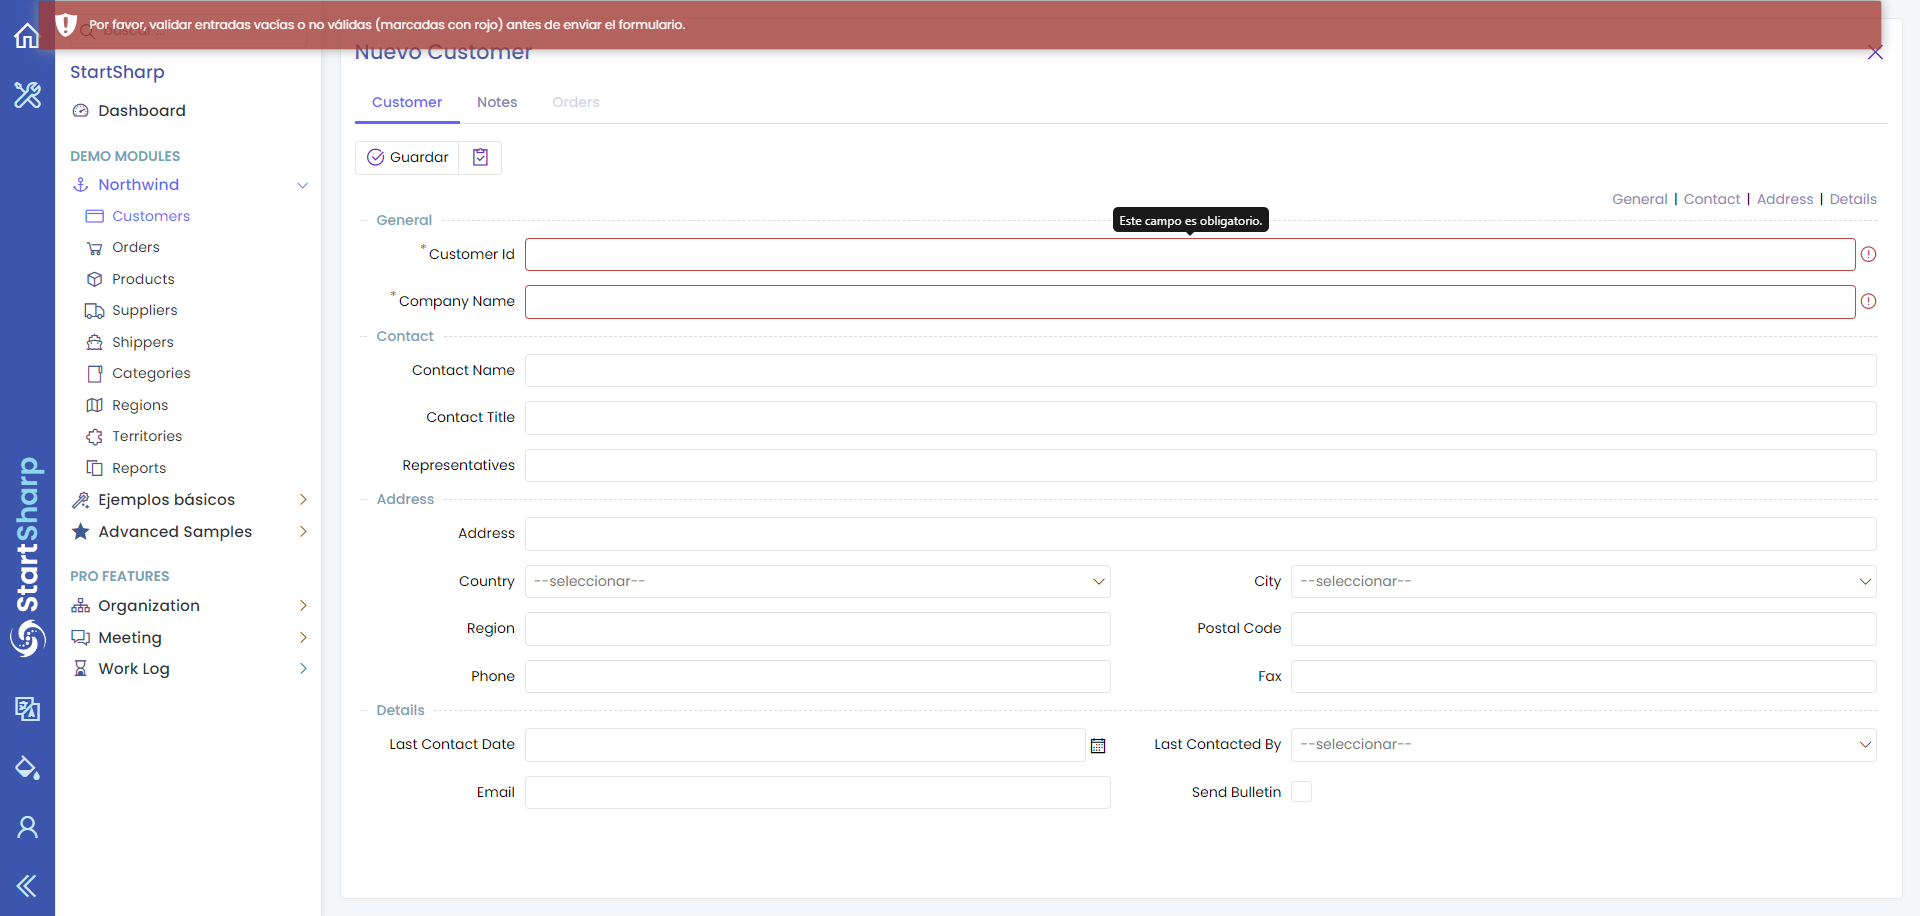 Por favor, validar entradas vacías o no válidas (marcadas con rojo) antes de enviar el formulario.
StartSharp
Dashboard
DEMO MODULES
Northwind
Customers
Orders
Products
Suppliers
Shippers
Categories
Regions
Territories
Reports
Ejemplos básicos
Advanced Samples
PRO FEATURES
Organization
Meeting
Work Log
StartSharp
Nuevo Customer
Customer Notes Orders
Guardar
General | Contact | Address | Details
General
Este campo es obligatorio.
* Customer Id
* Company Name
Contact
Contact Name
Contact Title
Representatives
Address
Address
Country --seleccionar-- City --seleccionar--
Region Postal Code
Phone Fax
Details
Last Contact Date Last Contacted By --seleccionar--
Email Send Bulletin